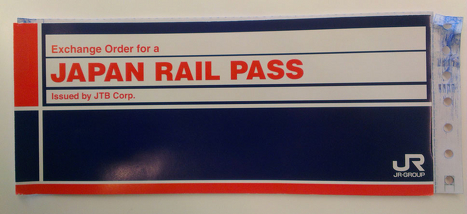 Exchange Order for a
JAPAN RAIL PASS
Issued by JTB Corp.
JR
JR-GROUP